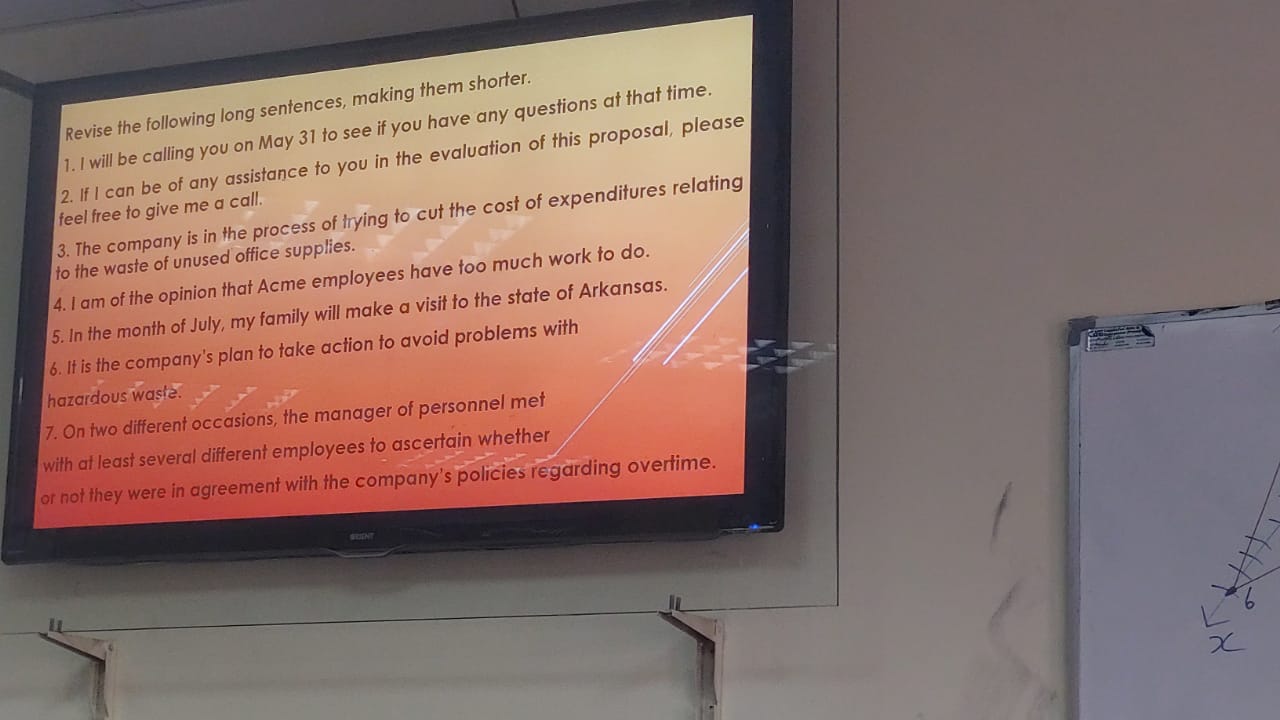 Revise the following long sentences, making them shorter.
1. I will be calling you on May 31 to see if you have any questions at that time.
2. If I can be of any assistance to you in the evaluation of this proposal, please
feel free to give me a call.
3. The company is in the process of trying to cut the cost of expenditures relating
to the waste of unused office supplies.
4. I am of the opinion that Acme employees have too much work to do.
5. In the month of July, my family will make a visit to the state of Arkansas.
6. It is the company's plan to take action to avoid problems with
hazardous waste.
7. On two different occasions, the manager of personnel met
with at least several different employees to ascertain whether
or not they were in agreement with the company's policies regarding overtime.
ORIENT
6
x